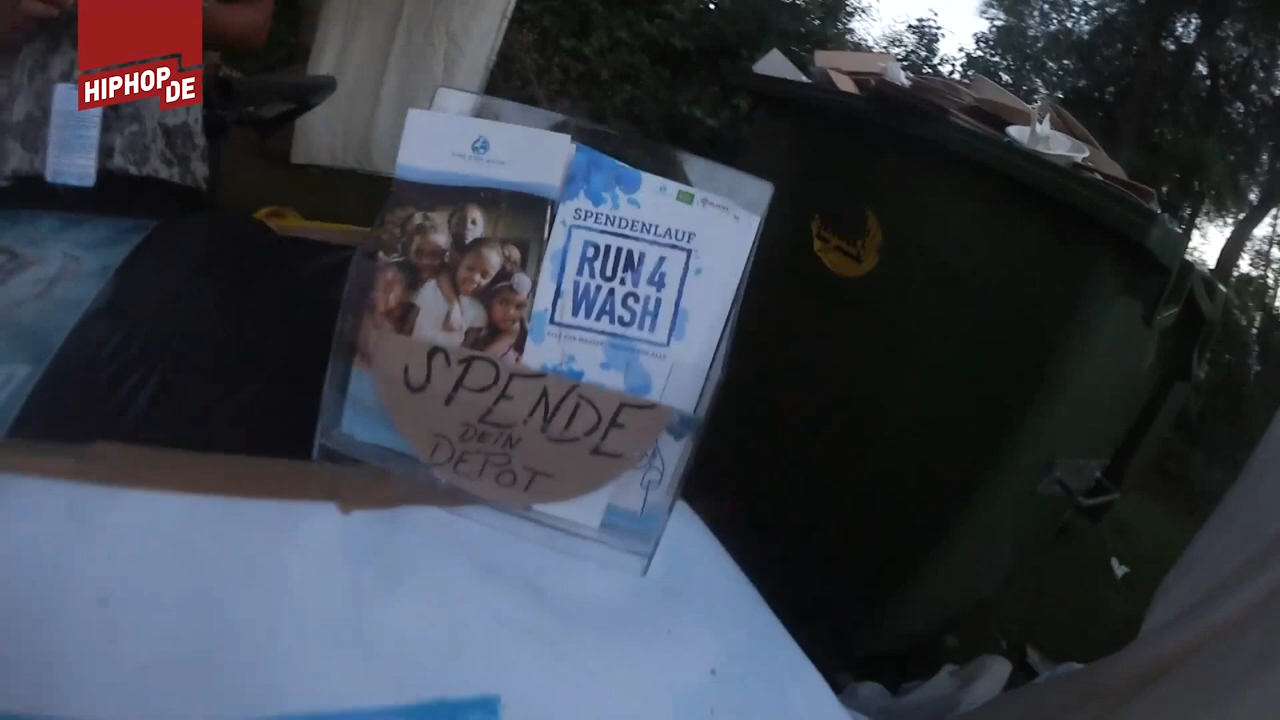 HIPHOP.DE
SPENDENLAUF
RUN 4
WASH
SPENDE
DEIN
DEPOT